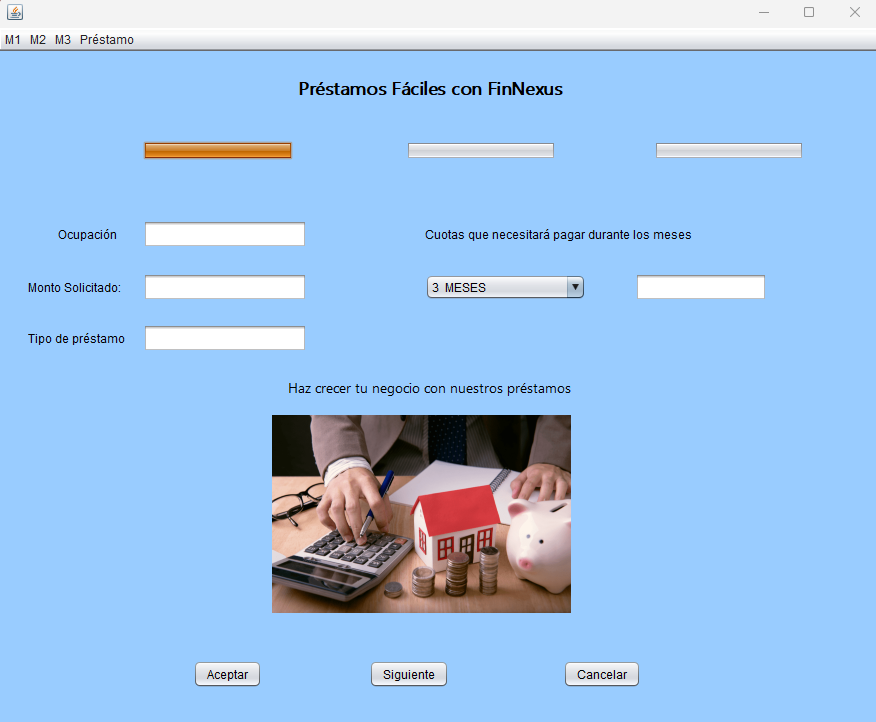 M1 M2 M3 Préstamo
Préstamos Fáciles con FinNexus
Ocupación
Cuotas que necesitará pagar durante los meses
Monto Solicitado:
3 MESES
Tipo de préstamo
Haz crecer tu negocio con nuestros préstamos
Aceptar
Siguiente
Cancelar